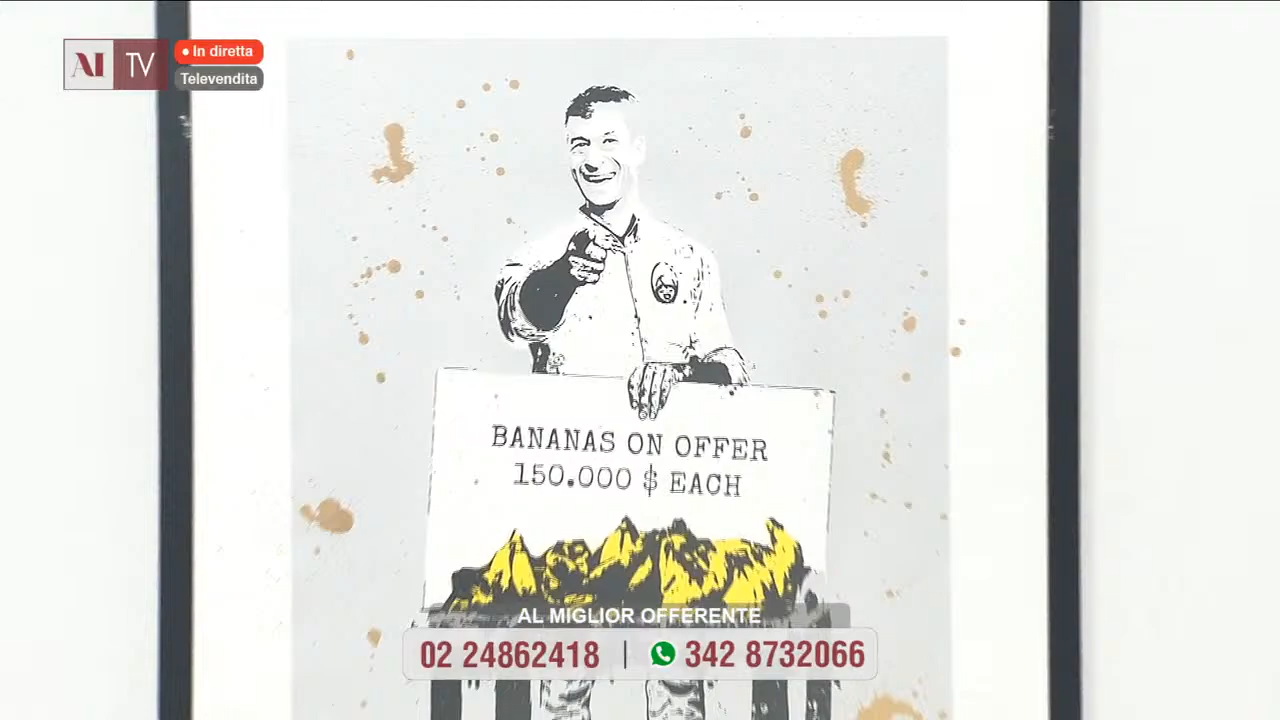 AI TV
In diretta
Televendita
BANANAS ON OFFER
150.000 $ EACH
AL MIGLIOR OFFERENTE
02 24862418 | 342 8732066